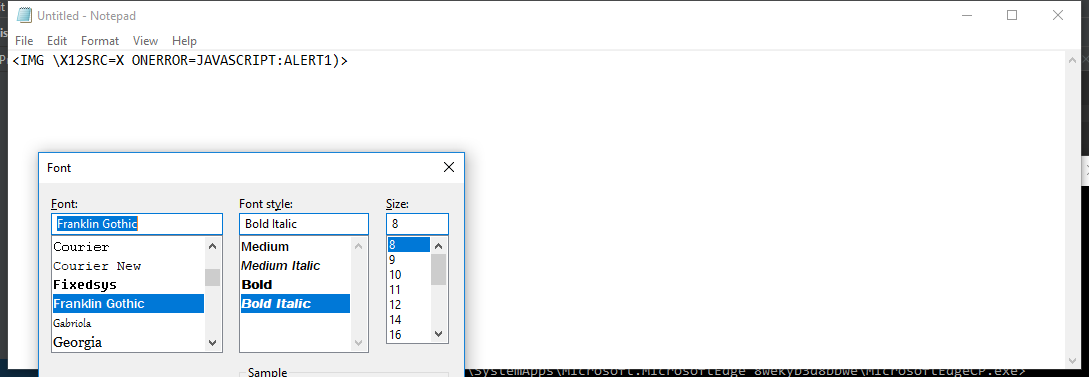 Untitled - Notepad
File Edit Format View Help
<IMG \X12SRC=X ONERROR=JAVASCRIPT:ALERT1)>
Font
Font: Font style: Size:
Franklin Gothic Bold Italic 8
Courier Medium 8
Courier New Medium Italic 9
Fixedsys Bold 10
Franklin Gothic Bold Italic 11
Gabriola 12
Georgia 14
16
Sample
\SystemApps\Microsoft.MicrosoftEdge_8wekyb3d8bbwe\MicrosoftEdgeCP.exe>